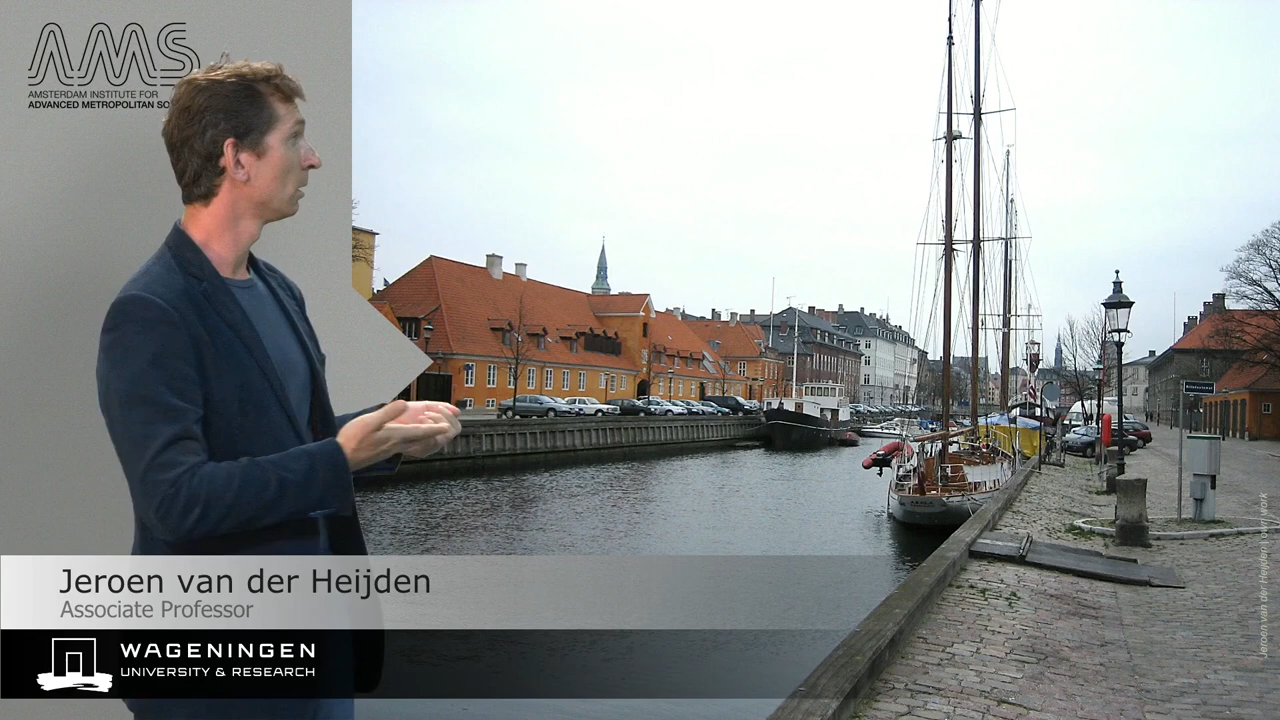 AMS
AMSTERDAM INSTITUTE FOR
ADVANCED METROPOLITAN SO
Jeroen van der Heijden
Associate Professor
WAGENINGEN
UNIVERSITY & RESEARCH
Jeroen van der Heijden, own work